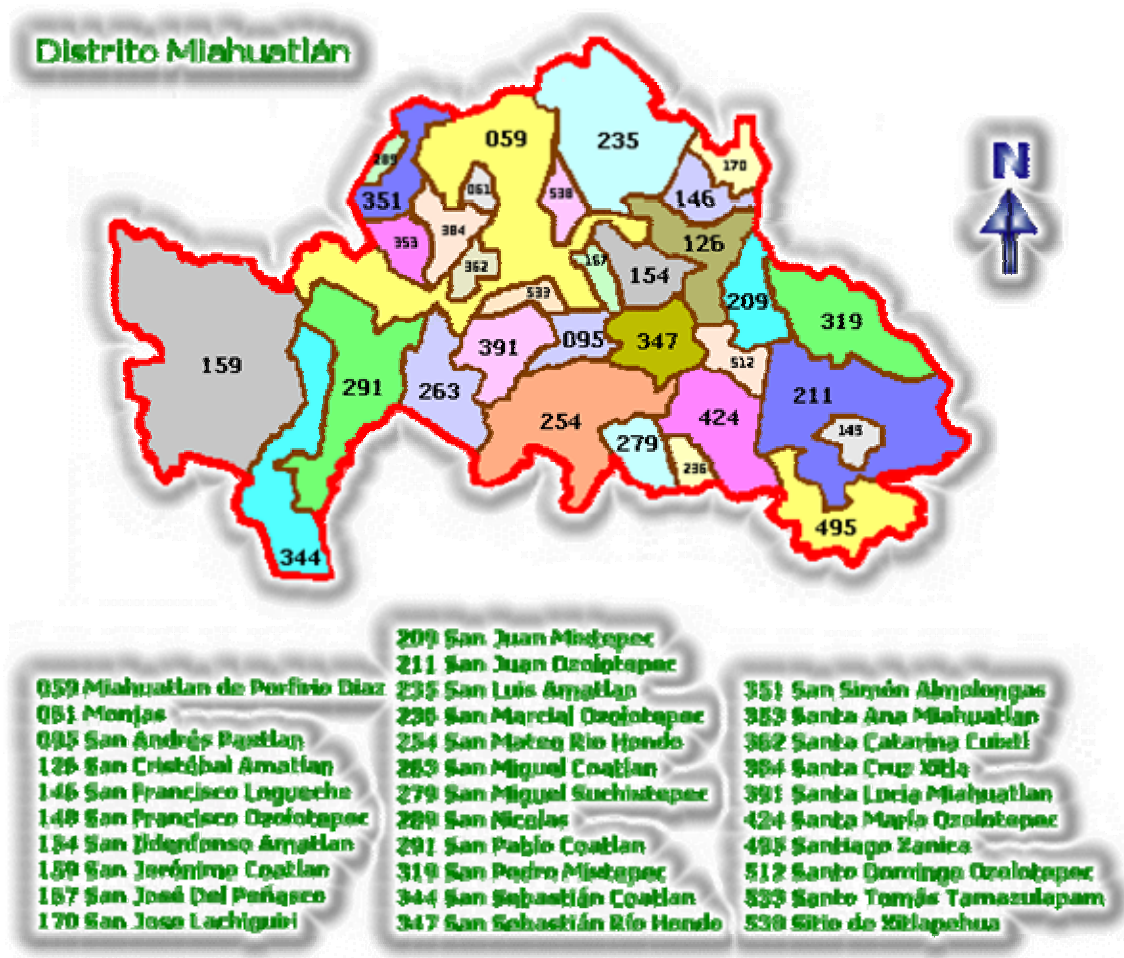 Distrito Miahuatlán
N
059
235
170
289
351
061
538
146
384
353
126
362
167
154
533
209
319
159
291
263
391
095
347
512
211
254
279
424
236
149
495
344
059 Miahuatlan de Porfirio Diaz
061 Monjas
095 San Andrés Paxtlan
126 San Cristóbal Amatlan
146 San Francisco Logueche
148 San Francisco Ozolotepec
154 San Ildenfonso Amatlan
159 San Jerónimo Coatlan
167 San José Del Peñasco
170 San Jose Lachiguiri
209 San Juan Mixtepec
211 San Juan Ozolotepec
235 San Luis Amatlan
236 San Marcial Ozolotepec
254 San Mateo Rio Hondo
263 San Miguel Coatlan
279 San Miguel Suchixtepec
289 San Nicolas
291 San Pablo Coatlan
319 San Pedro Mixtepec
344 San Sebastián Coatlan
347 San Sebastián Río Hondo
351 San Simón Almolongas
353 Santa Ana Miahuatlan
362 Santa Catarina Cuixtl
384 Santa Cruz Xitla
391 Santa Lucia Miahuatlan
424 Santa María Ozolotepec
495 Santiago Xanica
512 Santo Domingo Ozolotepec
533 Santo Tomás Tamazulapam
538 Sitio de Xitlapehua